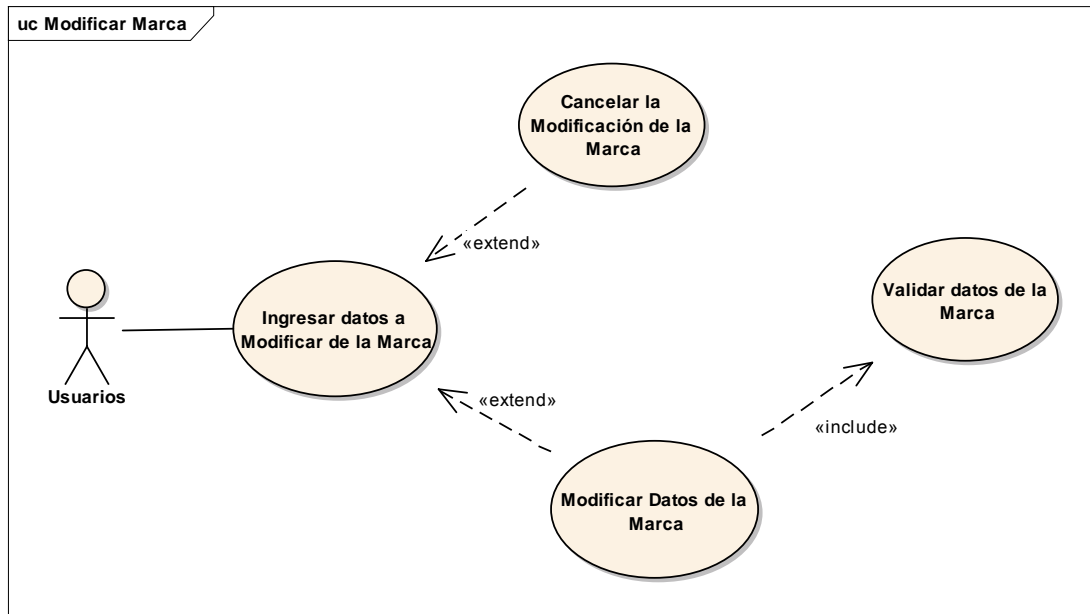 uc Modificar Marca
Cancelar la
Modificación de la
Marca
«extend»
Validar datos de la
Marca
Ingresar datos a
Modificar de la Marca
Usuarios
«extend»
«include»
Modificar Datos de la
Marca